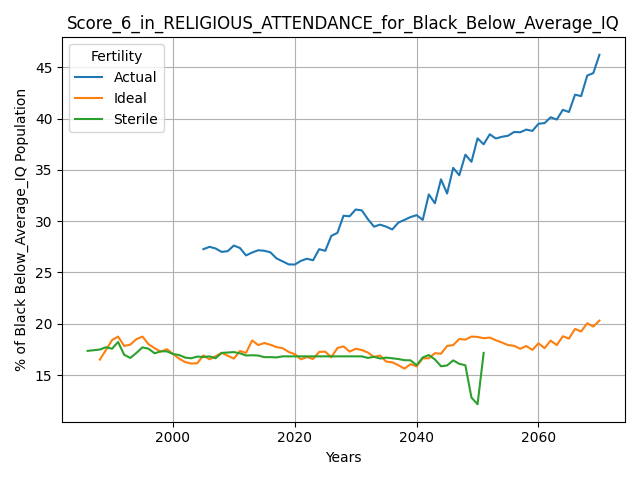 Score_6_in_RELIGIOUS_ATTENDANCE_for_Black_Below_Average_IQ
% of Black Below_Average_IQ Population
45
40
35
30
25
20
15
Fertility
Actual
Ideal
Sterile
2000
2020
2040
2060
Years